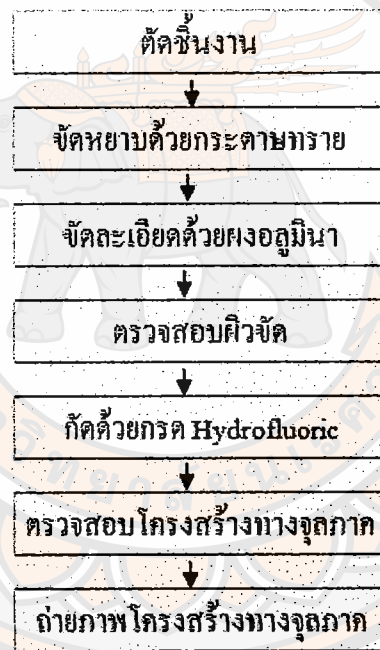 ตัดชิ้นงาน
ขัดหยาบด้วยกระดาษทราย
ขัดละเอียดด้วยผงอลูมินา
ตรวจสอบผิวขัด
กัดด้วยกรด Hydrofluoric
ตรวจสอบโครงสร้างทางจุลภาค
ถ่ายภาพโครงสร้างทางจุลภาค